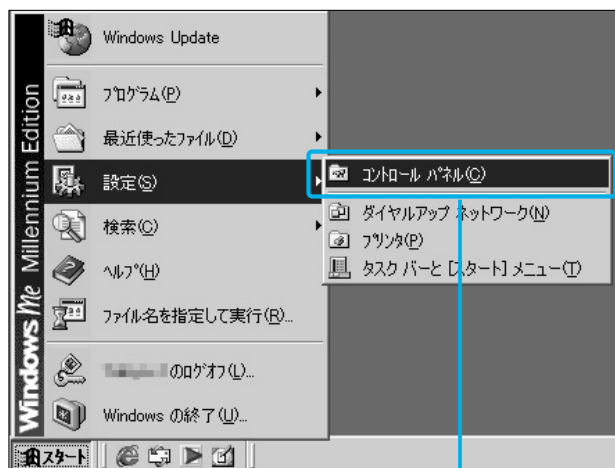 Windows Me Millennium Edition
Windows Update
プログラム(P)
最近使ったファイル(D)
設定(S)
検索(C)
ヘルプ(H)
ファイル名を指定して実行(R)...
のログオフ(L)...
Windows の終了(U)...
コントロール パネル(C)
ダイヤルアップ ネットワーク(N)
プリンタ(P)
タスク バーと [スタート] メニュー(T)
スタート